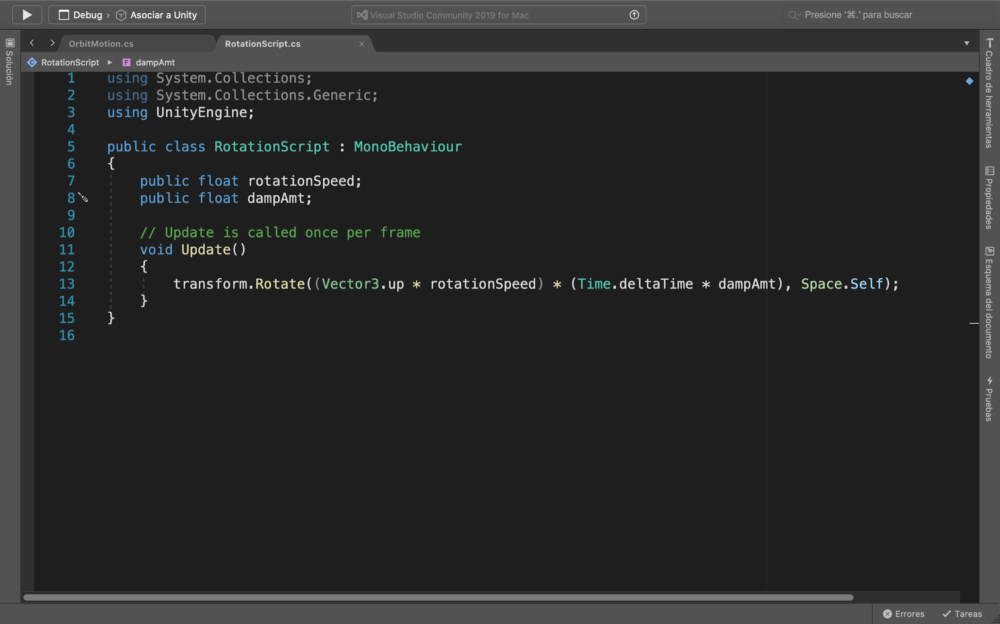 Debug › Asociar a Unity
Visual Studio Community 2019 for Mac
Presione ‘⌘.’ para buscar
Solución
OrbitMotion.cs
RotationScript.cs
C RotationScript ▶ F dampAmt
1 using System.Collections;
2 using System.Collections.Generic;
3 using UnityEngine;
4
5 public class RotationScript : MonoBehaviour
6 {
7 public float rotationSpeed;
8 public float dampAmt;
9
10 // Update is called once per frame
11 void Update()
12 {
13 transform.Rotate((Vector3.up * rotationSpeed) * (Time.deltaTime * dampAmt), Space.Self);
14 }
15 }
16
Cuadro de herramientas
Propiedades
Esquema del documento
Pruebas
Errores
Tareas